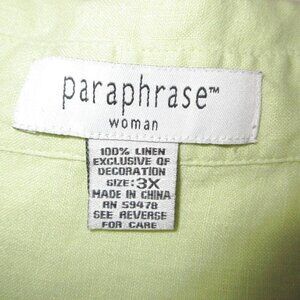 paraphrase™
woman
100% LINEN
EXCLUSIVE OF
DECORATION
SIZE: 3X
MADE IN CHINA
RN 59478
SEE REVERSE
FOR CARE